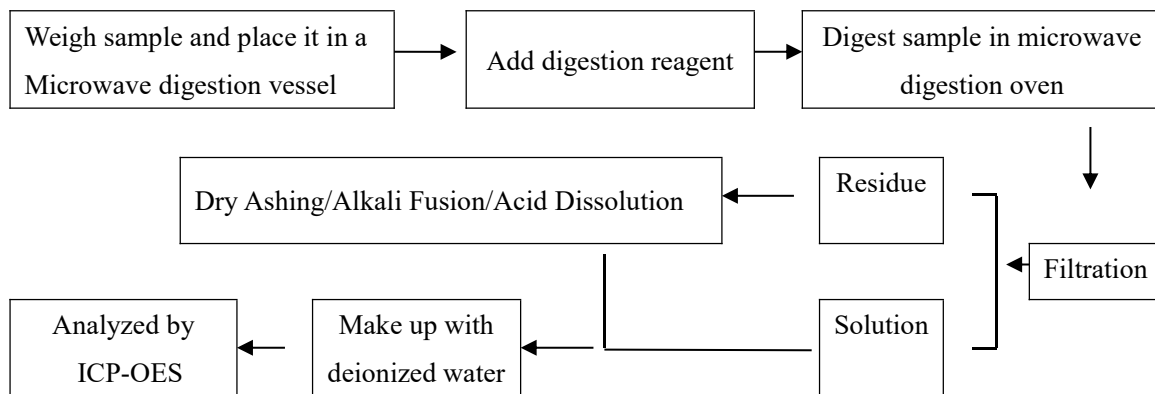 Weigh sample and place it in a
Microwave digestion vessel
Add digestion reagent
Digest sample in microwave
digestion oven
Dry Ashing/Alkali Fusion/Acid Dissolution
Residue
Filtration
Analyzed by
ICP-OES
Make up with
deionized water
Solution